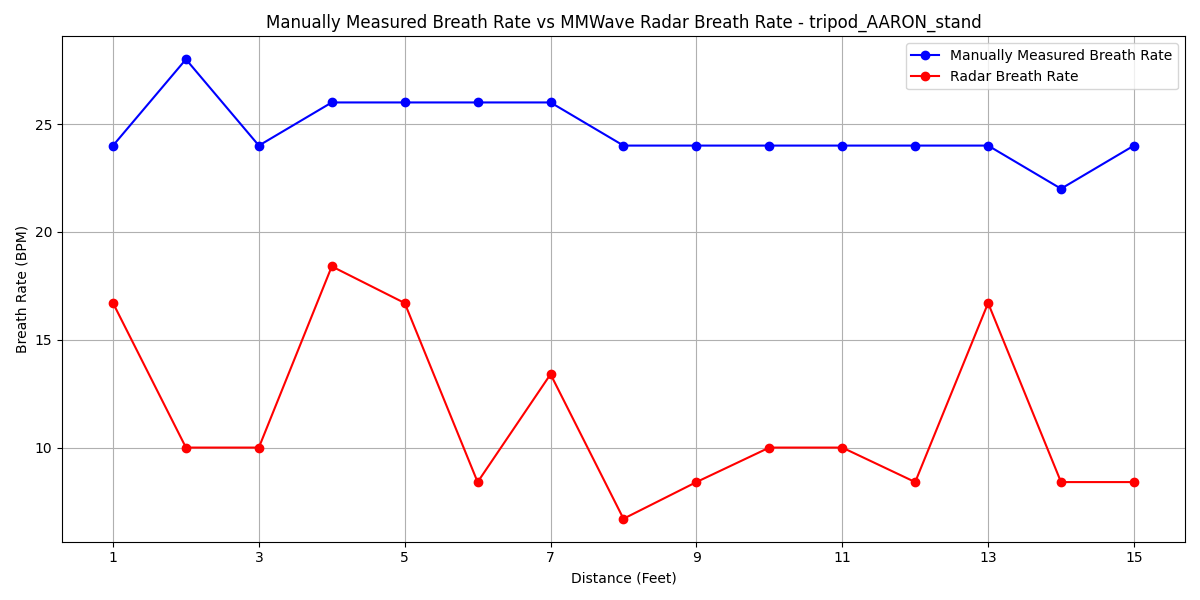 Manually Measured Breath Rate vs MMWave Radar Breath Rate - tripod_AARON_stand
Manually Measured Breath Rate
Radar Breath Rate
Breath Rate (BPM)
25
20
15
10
1 3 5 7 9 11 13 15
Distance (Feet)